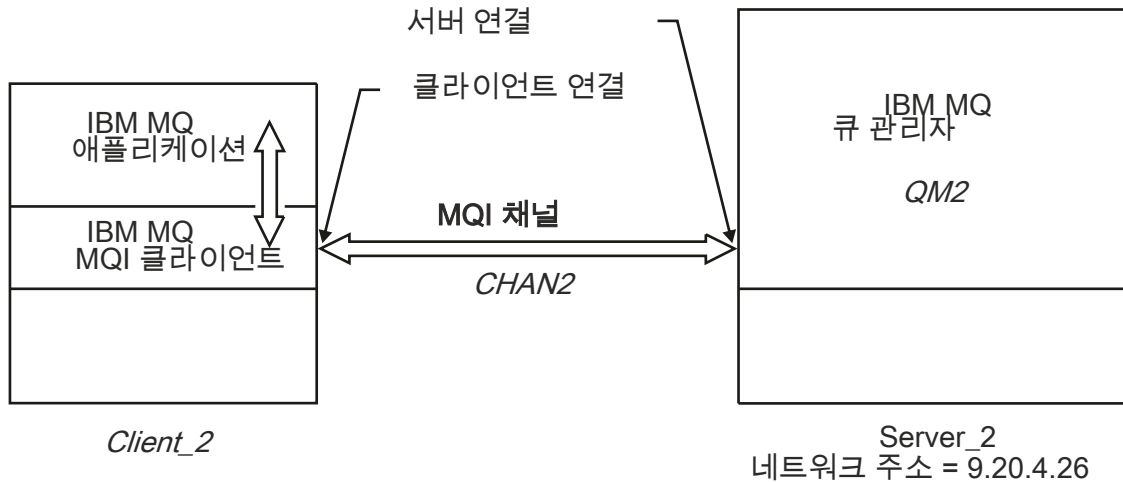 서버 연결
클라이언트 연결
IBM MQ
애플리케이션
IBM MQ
MQI 클라이언트
MQI 채널
CHAN2
IBM MQ
큐 관리자
QM2
Client_2
Server_2
네트워크 주소 = 9.20.4.26